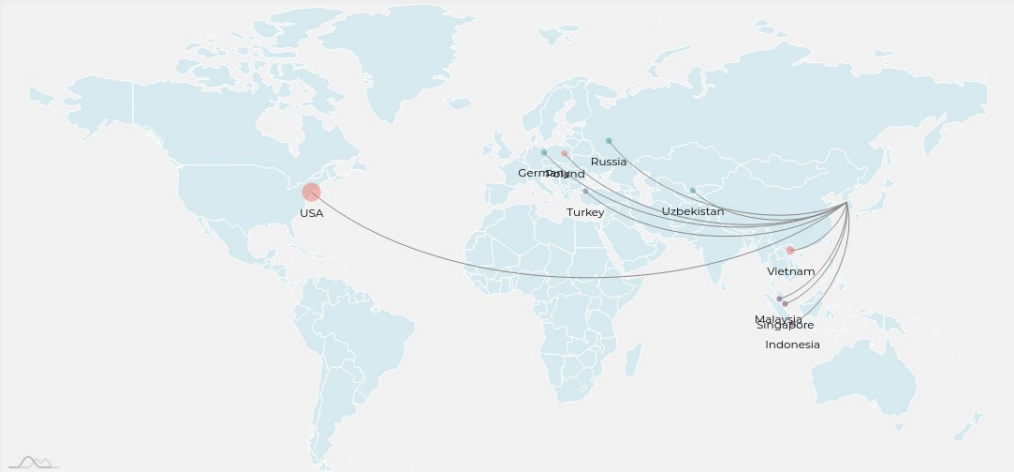 Russia
Germany
Poland
USA
Turkey
Uzbekistan
Vietnam
Malaysia
Singapore
Indonesia